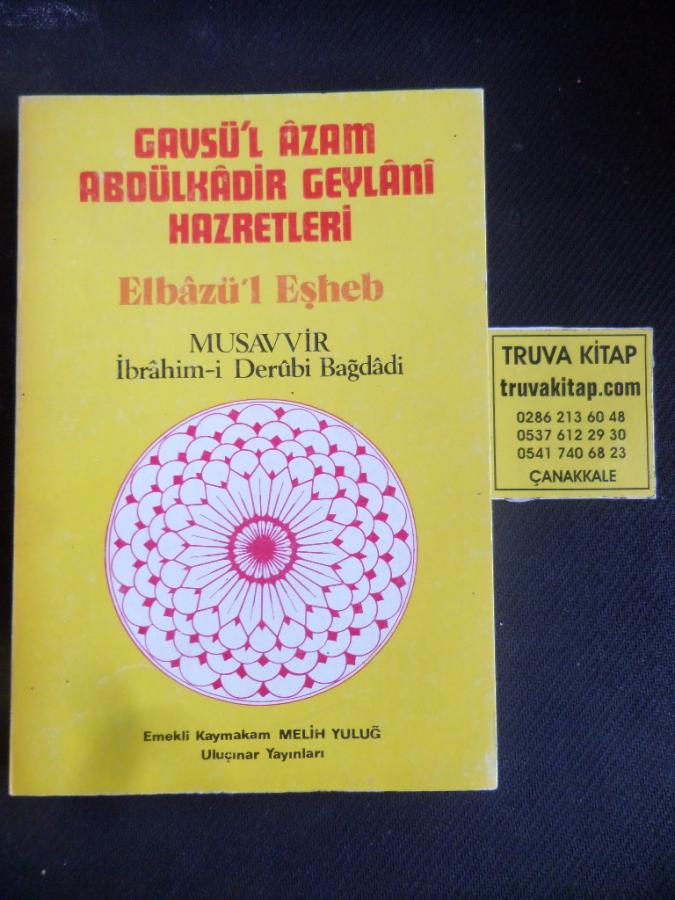 GAVSÜ'L ÂZAM
ABDÜLKÂDİR GEYLÂNÎ
HAZRETLERİ
Elbâzü'l Eşheb
MUSAVVİR
İbrâhim-i Derûbi Bağdâdi
Emekli Kaymakam MELİH YULUĞ
Uluçınar Yayınları
TRUVA KİTAP
truvakitap.com
0286 213 60 48
0537 612 29 30
0541 740 68 23
ÇANAKKALE